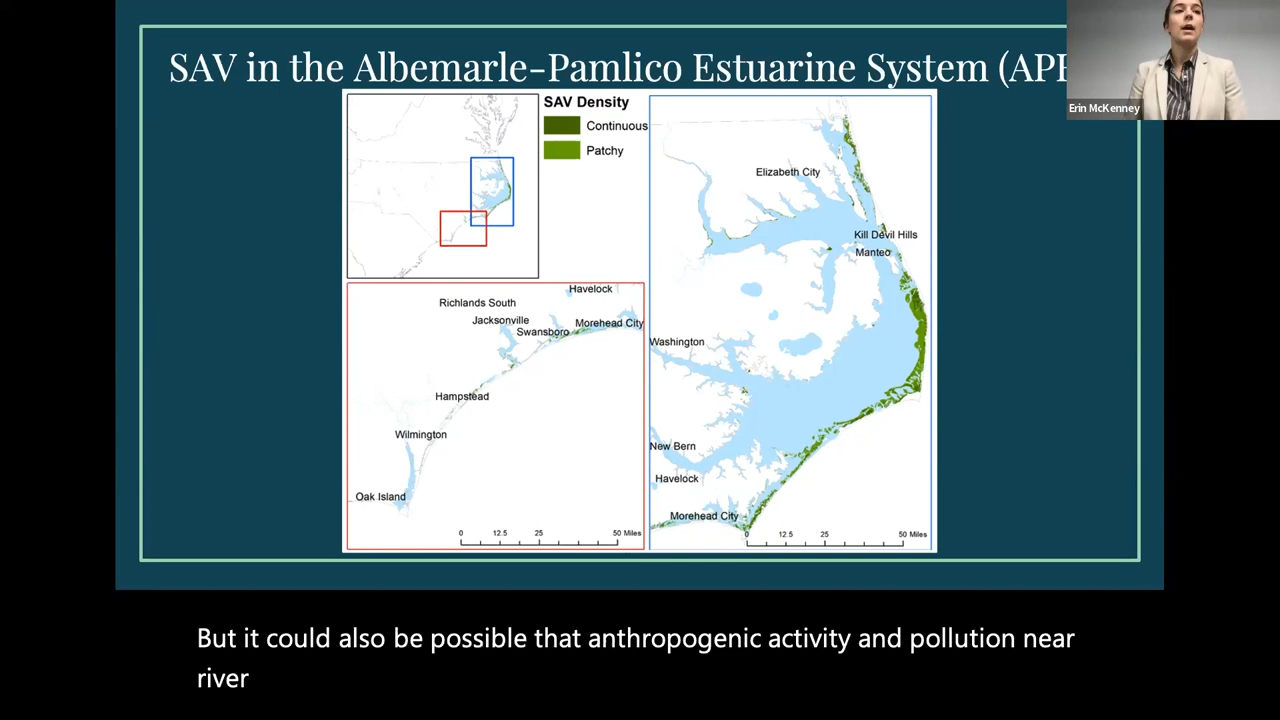 SAV in the Albemarle-Pamlico Estuarine System (AP
Erin McKenney
SAV Density
Continuous
Patchy
Elizabeth City
Kill Devil Hills
Manteo
Washington
New Bern
Havelock
Morehead City
0 12.5 25 50 Miles
Havelock
Richlands South
Jacksonville
Morehead City
Swansboro
Hampstead
Wilmington
Oak Island
0 12.5 25 50 Miles
But it could also be possible that anthropogenic activity and pollution near
river